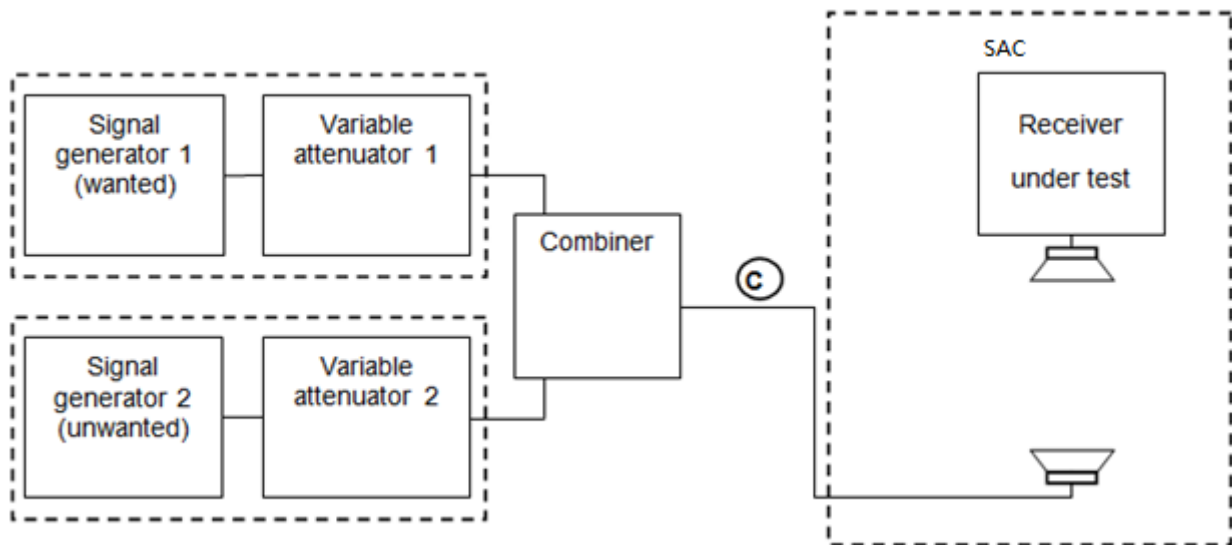 SAC
Signal
generator 1
(wanted)
Variable
attenuator 1
Receiver
under test
Combiner
C
Signal
generator 2
(unwanted)
Variable
attenuator 2